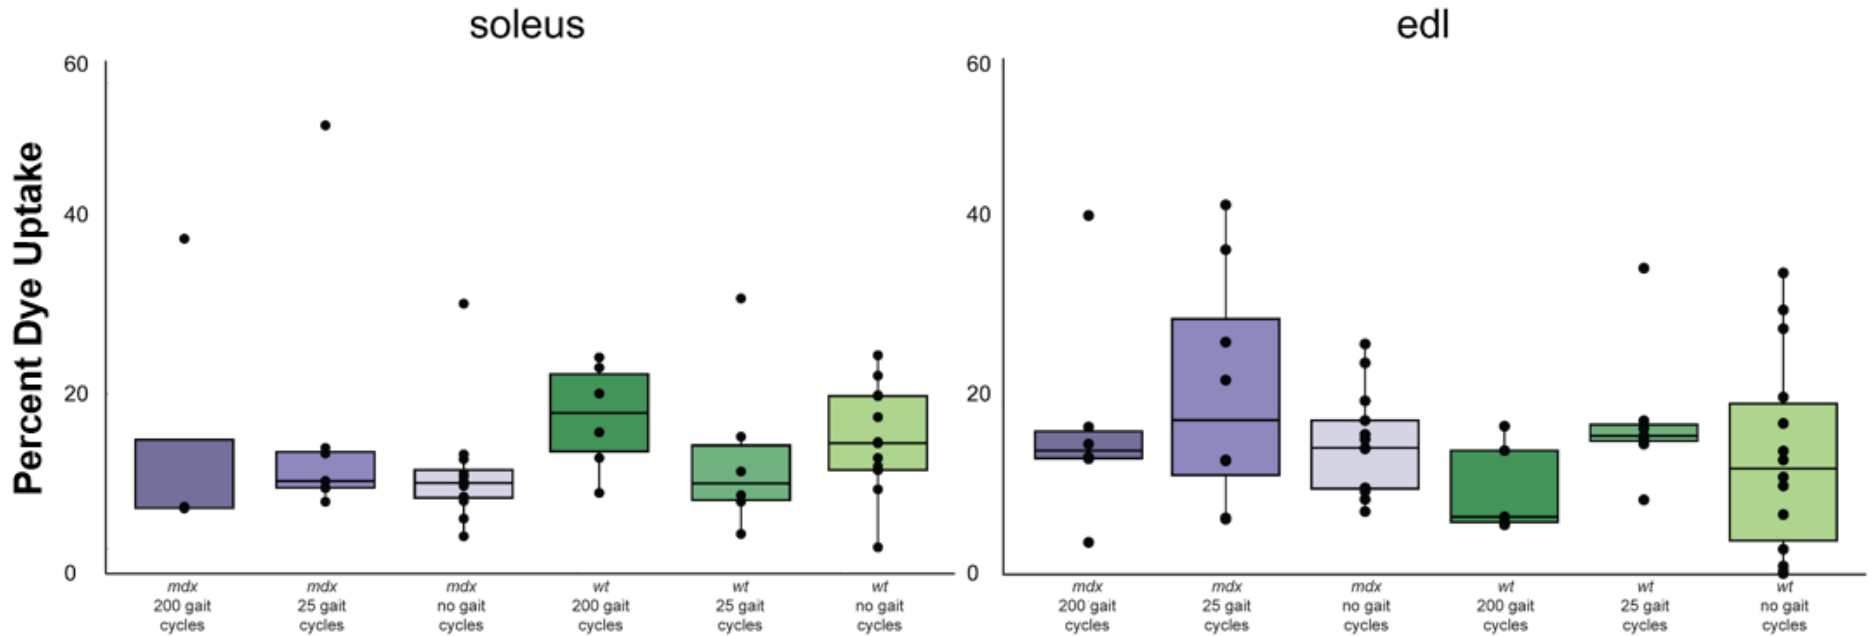 soleus
edl
Percent Dye Uptake
60
40
20
0
mdx
200 gait
cycles
mdx
25 gait
cycles
mdx
no gait
cycles
wt
200 gait
cycles
wt
25 gait
cycles
wt
no gait
cycles
60
40
20
0
mdx
200 gait
cycles
mdx
25 gait
cycles
mdx
no gait
cycles
wt
200 gait
cycles
wt
25 gait
cycles
wt
no gait
cycles